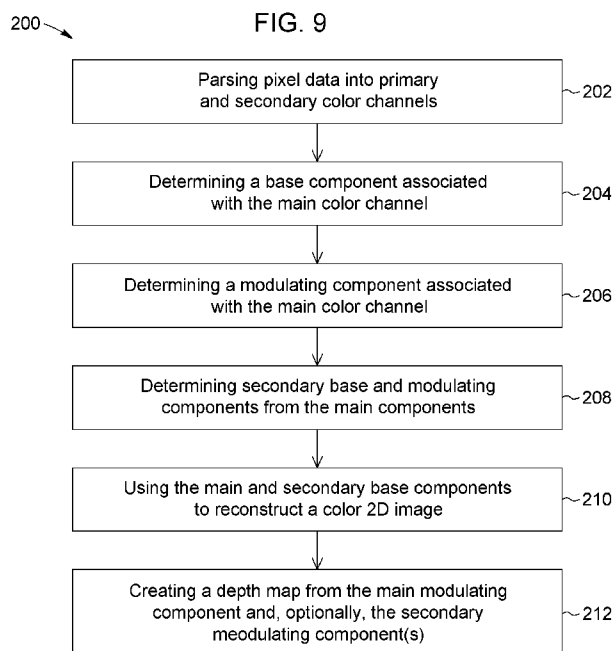 FIG. 9
200
Parsing pixel data into primary
and secondary color channels
202
Determining a base component associated
with the main color channel
204
Determining a modulating component associated
with the main color channel
206
Determining secondary base and modulating
components from the main components
208
Using the main and secondary base components
to reconstruct a color 2D image
210
Creating a depth map from the main modulating
component and, optionally, the secondary
meodulating component(s)
212